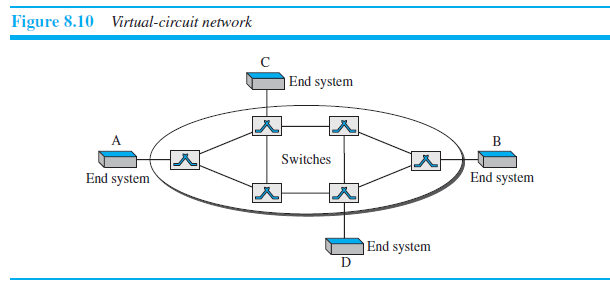 Figure 8.10 Virtual-circuit network
C
End system
A
End system
Switches
B
End system
End system
D